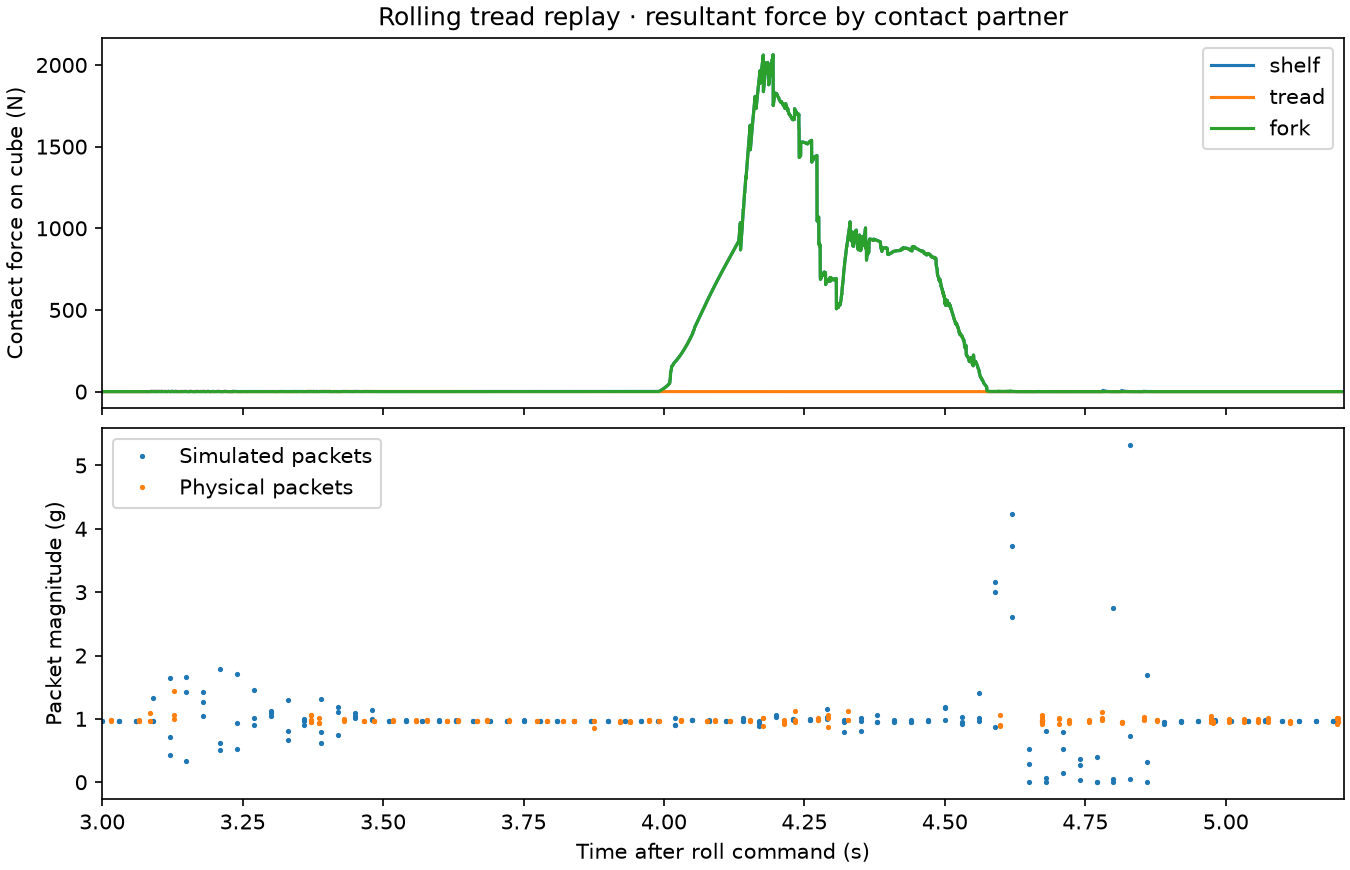 Rolling tread replay · resultant force by contact partner
Contact force on cube (N)
2000
1500
1000
500
0
shelf
tread
fork
Packet magnitude (g)
5
4
3
2
1
0
Simulated packets
Physical packets
3.00 3.25 3.50 3.75 4.00 4.25 4.50 4.75 5.00
Time after roll command (s)